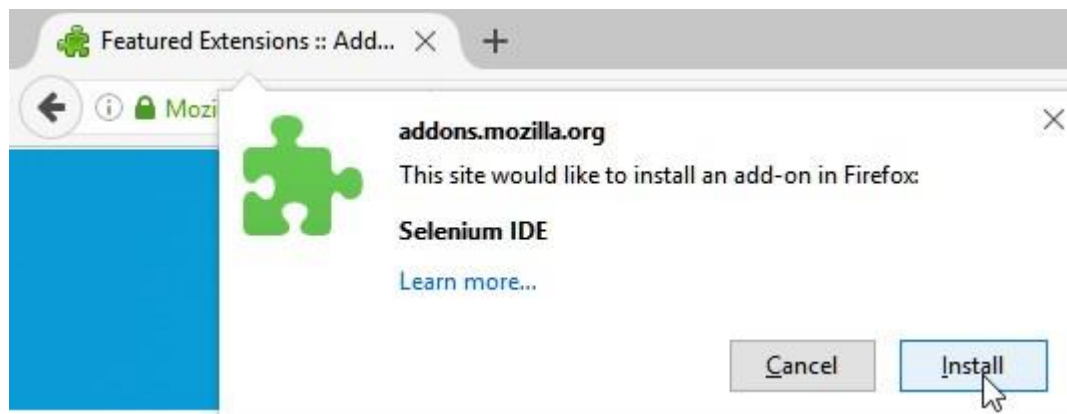 Featured Extensions :: Add...
Mozi
addons.mozilla.org
This site would like to install an add-on in Firefox:
Selenium IDE
Learn more...
Cancel Install